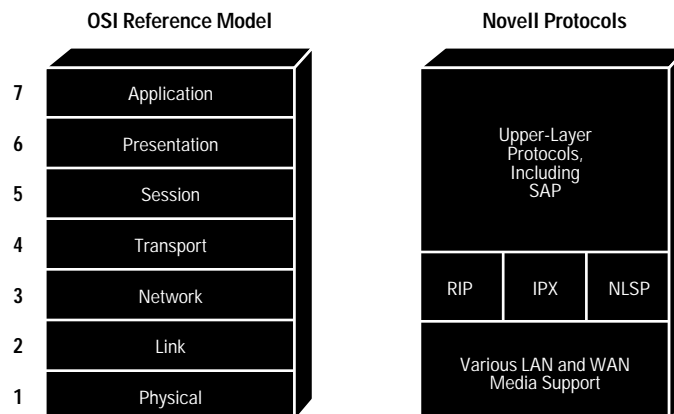 OSI Reference Model
7 Application
6 Presentation
5 Session
4 Transport
3 Network
2 Link
1 Physical
Novell Protocols
Upper-Layer
Protocols,
Including
SAP
RIP IPX NLSP
Various LAN and WAN
Media Support